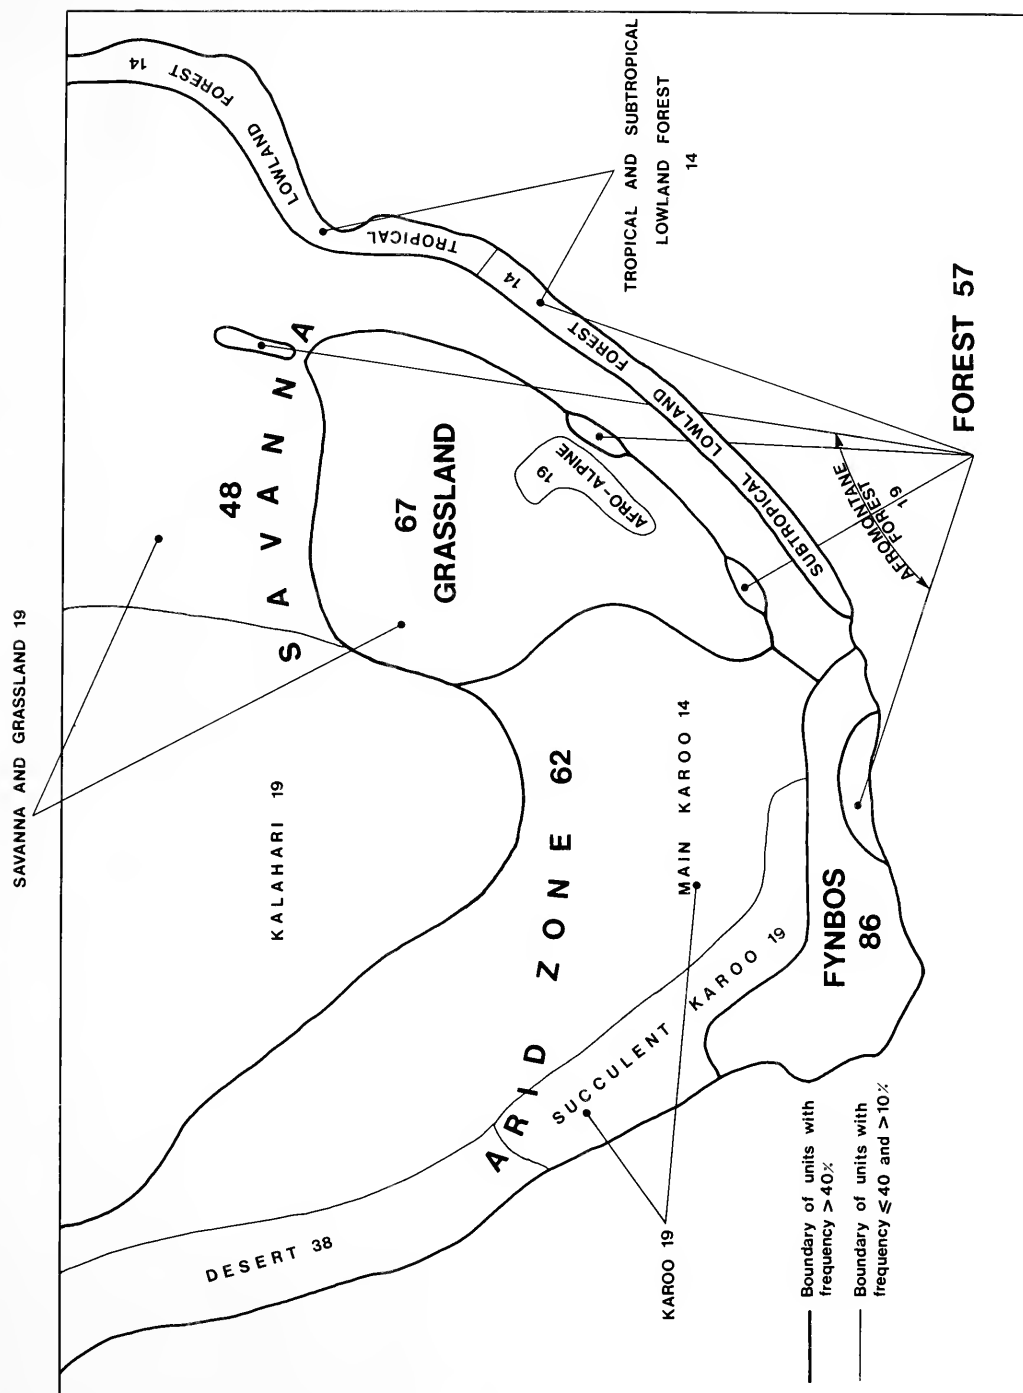 SAVANNA AND GRASSLAND 19
14
LOWLAND FOREST
TROPICAL
14
SUBTROPICAL LOWLAND FOREST
TROPICAL AND SUBTROPICAL
LOWLAND FOREST
14
48
SAVANNA
67
GRASSLAND
AFRO-ALPINE
19
KALAHARI 19
ARID ZONE 62
MAIN KAROO 14
SUCCULENT KAROO 19
DESERT 38
KAROO 19
FYNBOS
86
FOREST 57
AFROMONTANE
FOREST
19
Boundary of units with
frequency >40%
Boundary of units with
frequency ⩽40 and >10%